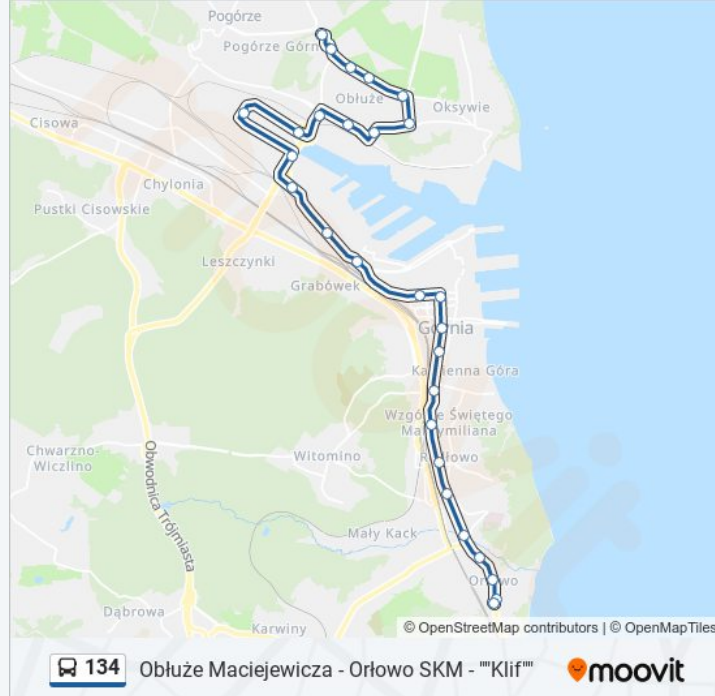 Pogórze
Pogórze Górn
Obłuże
Oksywie
Cisowa
Chylonia
Pustki Cisowskie
Leszczynki
Grabówek
Gdynia
Kamienna Góra
Wzgórze Świętego
Maksymiliana
Redłowo
Chwarzno-
Wiczlino
Witomino
Obwodnica Trójmiasta
Mały Kack
Orłowo
Dąbrowa
Karwiny
© OpenStreetMap contributors | © OpenMapTiles
134 Obłuże Maciejewicza - Orłowo SKM - ""Klif"" moovit